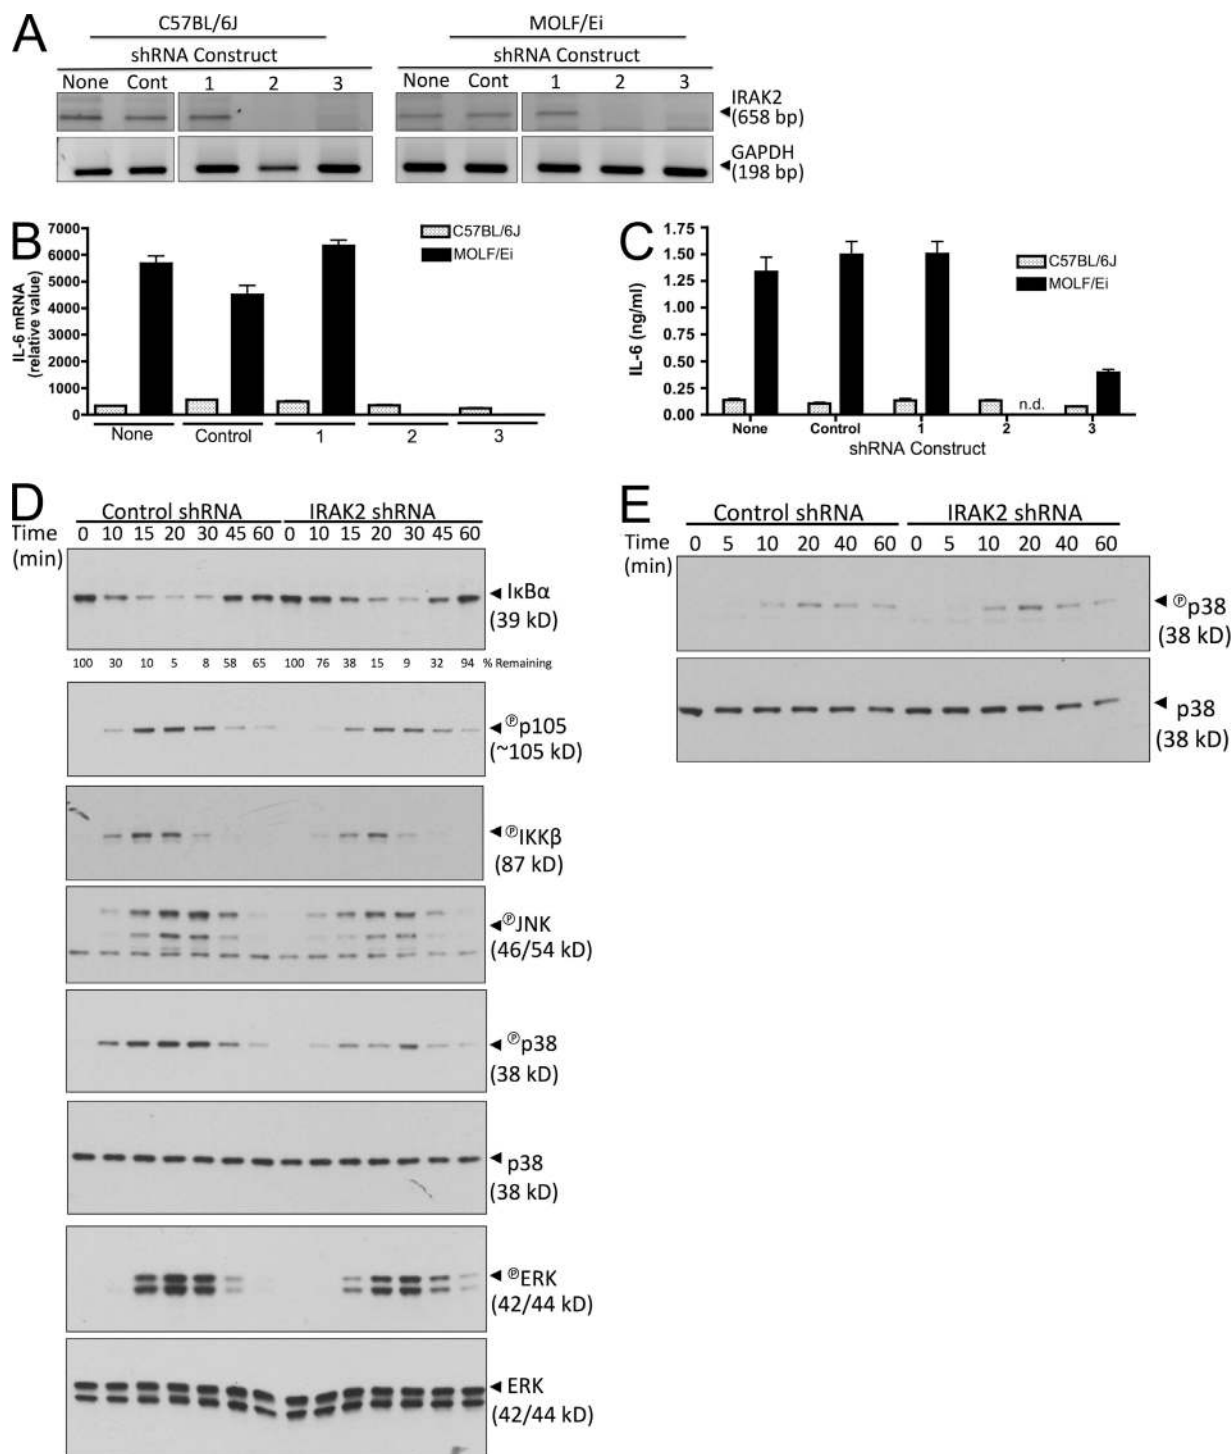 A
C57BL/6J
MOLF/Ei
shRNA Construct
shRNA Construct
None Cont 1 2 3
None Cont 1 2 3
IRAK2
(658 bp)
GAPDH
(198 bp)
B
7000
6000
5000
4000
3000
2000
1000
0
IL-6 mRNA
(relative value)
C57BL/6J
MOLF/Ei
None Control 1 2 3
C
1.75
1.50
1.25
1.00
0.75
0.50
0.25
0.00
IL-6 (ng/ml)
C57BL/6J
MOLF/Ei
n.d.
None Control 1 2 3
shRNA Construct
D
Control shRNA IRAK2 shRNA
Time 0 10 15 20 30 45 60 0 10 15 20 30 45 60
(min)
IκBα
(39 kD)
100 30 10 5 8 58 65 100 76 38 15 9 32 94 % Remaining
℗p105
(~105 kD)
℗IKKβ
(87 kD)
℗JNK
(46/54 kD)
℗p38
(38 kD)
p38
(38 kD)
℗ERK
(42/44 kD)
ERK
(42/44 kD)
E
Control shRNA IRAK2 shRNA
Time 0 5 10 20 40 60 0 5 10 20 40 60
(min)
℗p38
(38 kD)
p38
(38 kD)